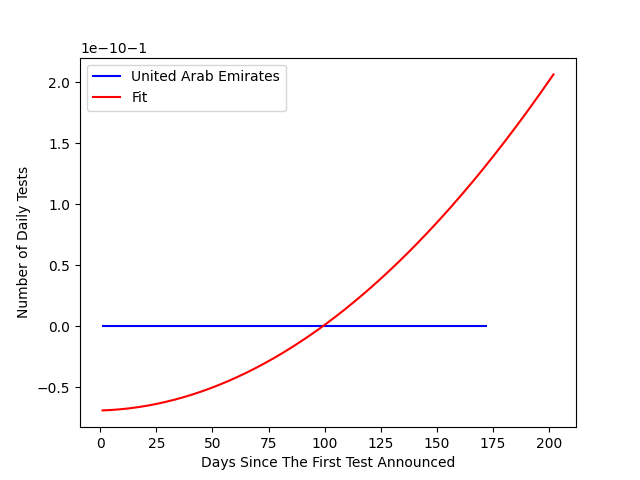 1e−10−1
United Arab Emirates
Fit
2.0
1.5
1.0
0.5
0.0
−0.5
Number of Daily Tests
0 25 50 75 100 125 150 175 200
Days Since The First Test Announced